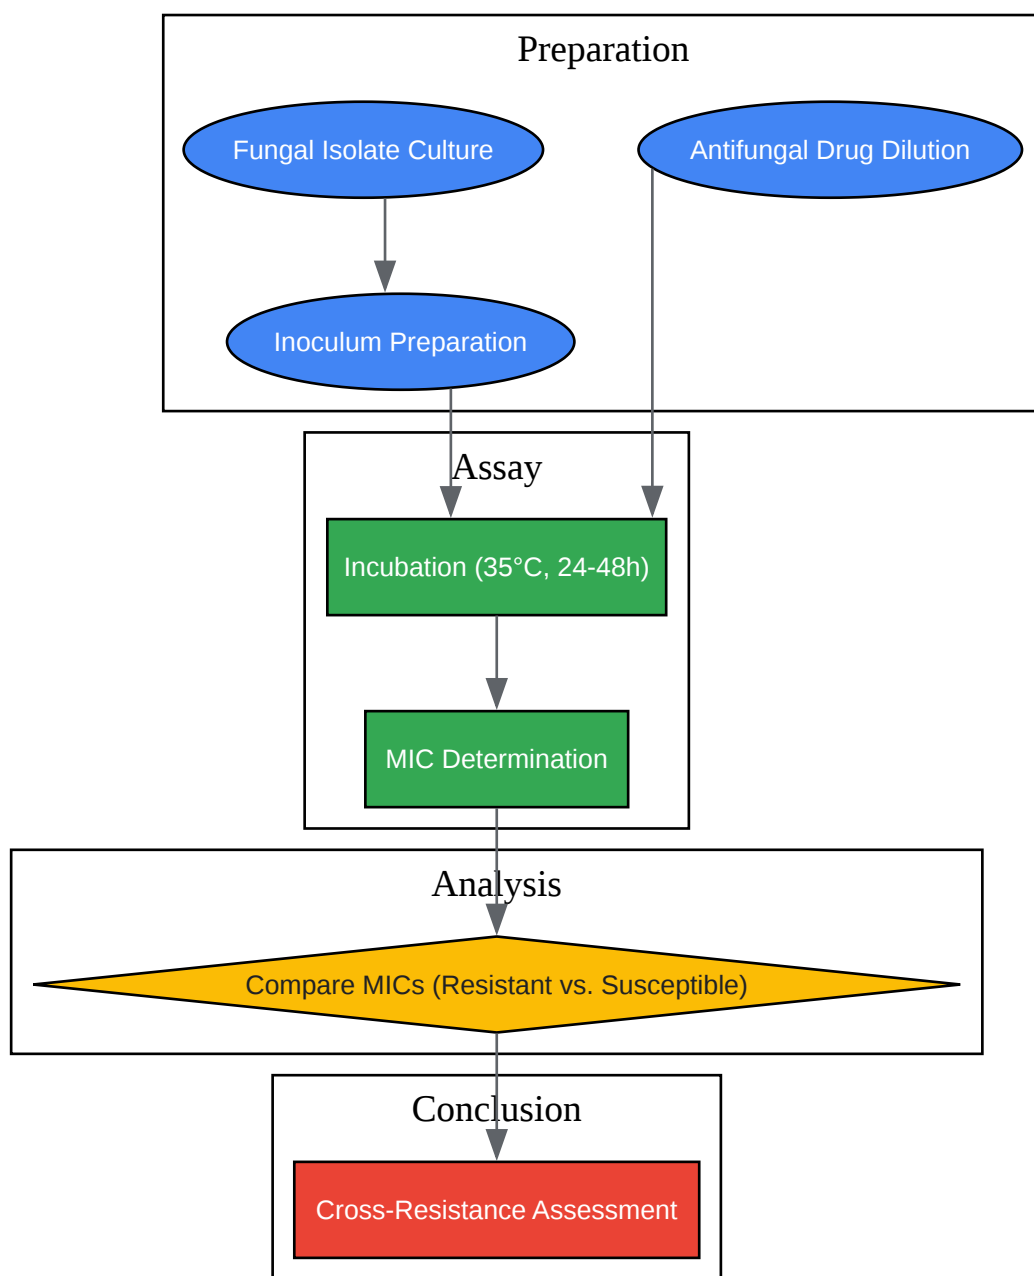 Preparation
Fungal Isolate Culture
Antifungal Drug Dilution
Inoculum Preparation
Assay
Incubation (35°C, 24-48h)
MIC Determination
Analysis
Compare MICs (Resistant vs. Susceptible)
Conclusion
Cross-Resistance Assessment